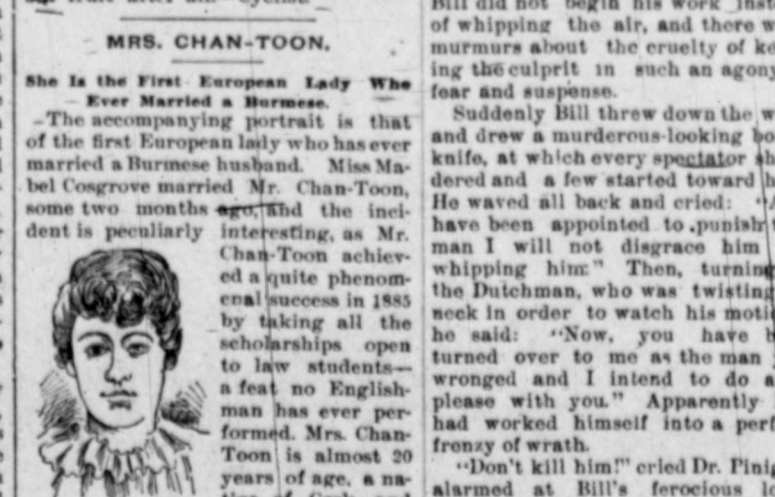 MRS. CHAN-TOON.
She Is the First European Lady Who
Ever Married a Burmese.
The accompanying portrait is that
of the first European lady who has ever
married a Burmese husband. Miss Ma-
bel Cosgrove married Mr. Chan-Toon,
some two months ago, and the inci-
dent is peculiarly interesting, as Mr.
Chan-Toon achiev-
ed a quite phenom-
enal success in 1885
by taking all the
scholarships open
to law students—
a feat no English-
man has ever per-
formed. Mrs. Chan-
Toon is almost 20
years of age, a na-
Bill did not begin his work
of whipping the air, and there
murmurs about the cruelty of
ing the culprit in such an agony
fear and suspense.
Suddenly Bill threw down the
and drew a murderous-looking
knife, at which every spectator
dered and a few started toward
He waved all back and cried:
have been appointed to punish
man I will not disgrace him
whipping him." Then, turning
the Dutchman, who was twisting
neck in order to watch his
he said: "Now, you have
turned over to me as the man
wronged and I intend to do
please with you." Apparently
had worked himself into a
frenzy of wrath.
"Don't kill him!" cried Dr.
alarmed at Bill's ferocious